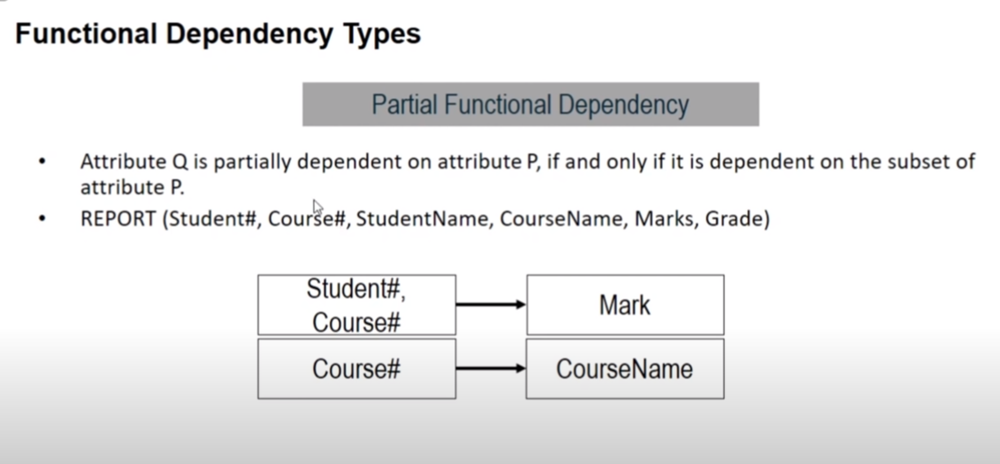 Functional Dependency Types
Partial Functional Dependency
• Attribute Q is partially dependent on attribute P, if and only if it is dependent on the subset of
attribute P.
• REPORT (Student#, Course#, StudentName, CourseName, Marks, Grade)
Student#,
Course#
Mark
Course#
CourseName